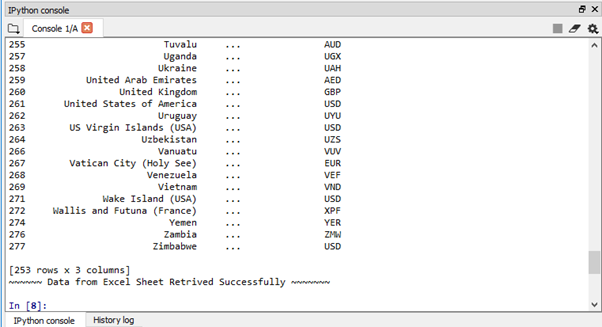 IPython console
Console 1/A
255 Tuvalu ... AUD
257 Uganda ... UGX
258 Ukraine ... UAH
259 United Arab Emirates ... AED
260 United Kingdom ... GBP
261 United States of America ... USD
262 Uruguay ... UYU
263 US Virgin Islands (USA) ... USD
264 Uzbekistan ... UZS
266 Vanuatu ... VUV
267 Vatican City (Holy See) ... EUR
268 Venezuela ... VEF
269 Vietnam ... VND
271 Wake Island (USA) ... USD
272 Wallis and Futuna (France) ... XPF
274 Yemen ... YER
276 Zambia ... ZMW
277 Zimbabwe ... USD
[253 rows x 3 columns]
~~~~~~ Data from Excel Sheet Retrived Successfully ~~~~~~~
In [8]:
IPython console History log